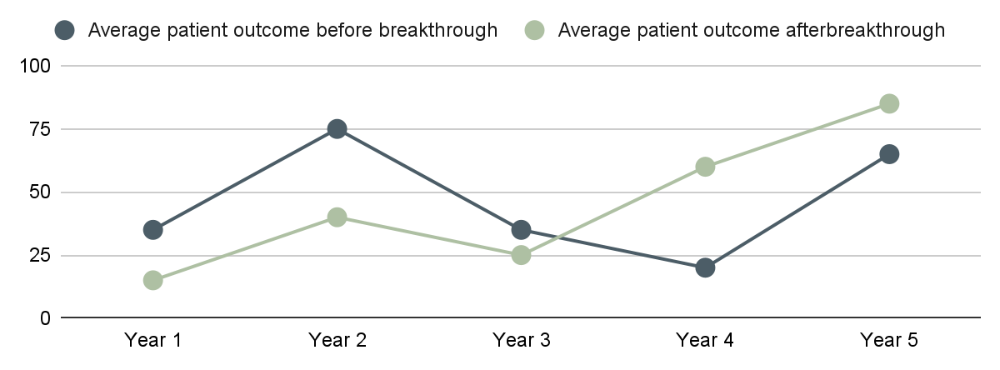 Average patient outcome before breakthrough Average patient outcome afterbreakthrough
100
75
50
25
0
Year 1 Year 2 Year 3 Year 4 Year 5